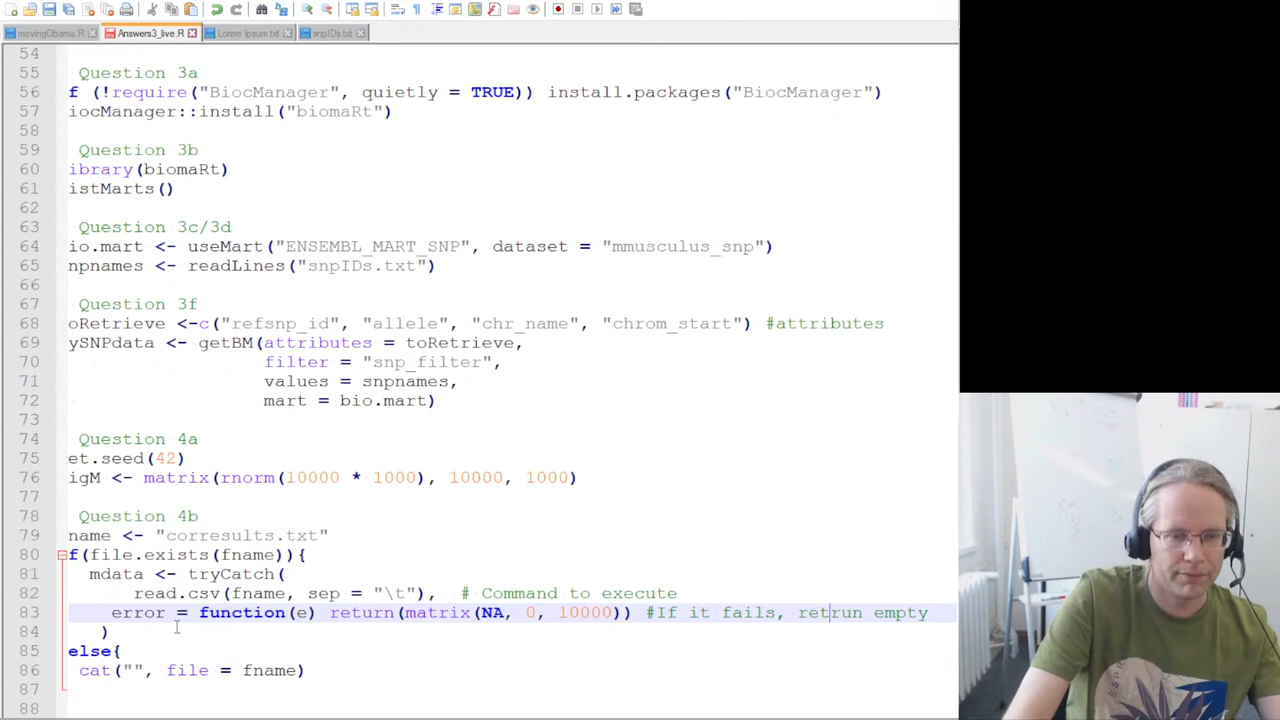 movingObama.R
Answers3_live.R
Lorem Ipsum.txt
snpIDs.txt
54
55 Question 3a
56 f (!require("BiocManager", quietly = TRUE)) install.packages("BiocManager")
57 iocManager::install("biomaRt")
58
59 Question 3b
60 ibrary(biomaRt)
61 istMarts()
62
63 Question 3c/3d
64 io.mart <- useMart("ENSEMBL_MART_SNP", dataset = "mmusculus_snp")
65 npnames <- readLines("snpIDs.txt")
66
67 Question 3f
68 oRetrieve <-c("refsnp_id", "allele", "chr_name", "chrom_start") #attributes
69 ySNPdata <- getBM(attributes = toRetrieve,
70 filter = "snp_filter",
71 values = snpnames,
72 mart = bio.mart)
73
74 Question 4a
75 et.seed(42)
76 igM <- matrix(rnorm(10000 * 1000), 10000, 1000)
77
78 Question 4b
79 name <- "corresults.txt"
80 f(file.exists(fname)){
81 mdata <- tryCatch(
82 read.csv(fname, sep = "\t"), # Command to execute
83 error = function(e) return(matrix(NA, 0, 10000)) #If it fails, retrun empty
84 )
85 else{
86 cat("", file = fname)
87
88